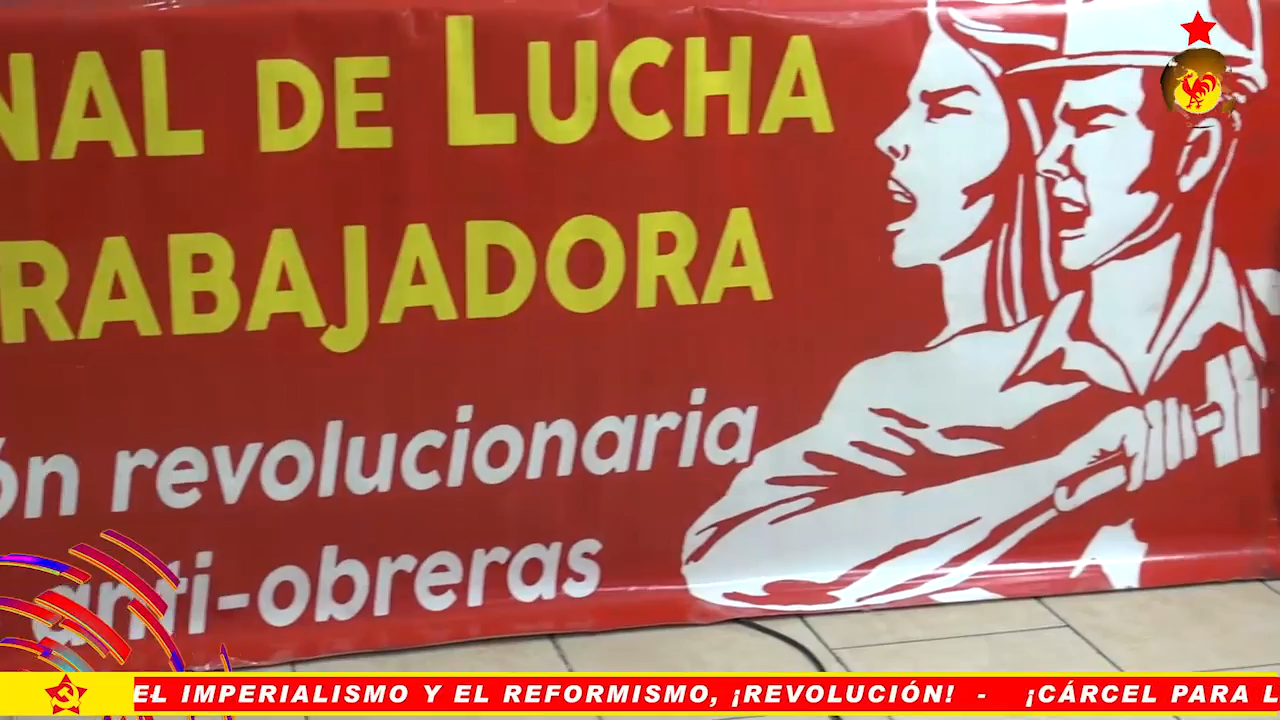 NAL DE LUCHA
RABAJADORA
ón revolucionaria
anti-obreras
EL IMPERIALISMO Y EL REFORMISMO, ¡REVOLUCIÓN! - ¡CÁRCEL PARA L